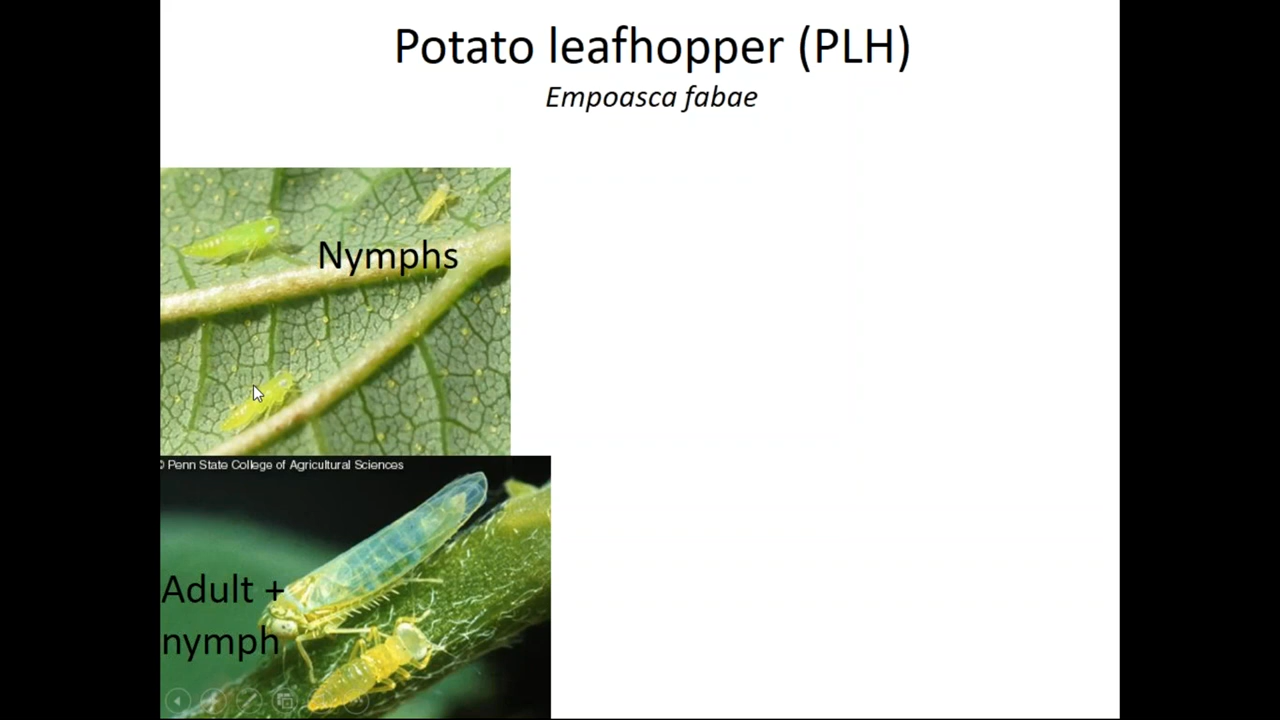 Potato leafhopper (PLH)
Empoasca fabae
Nymphs
© Penn State College of Agricultural Sciences
Adult +
nymph